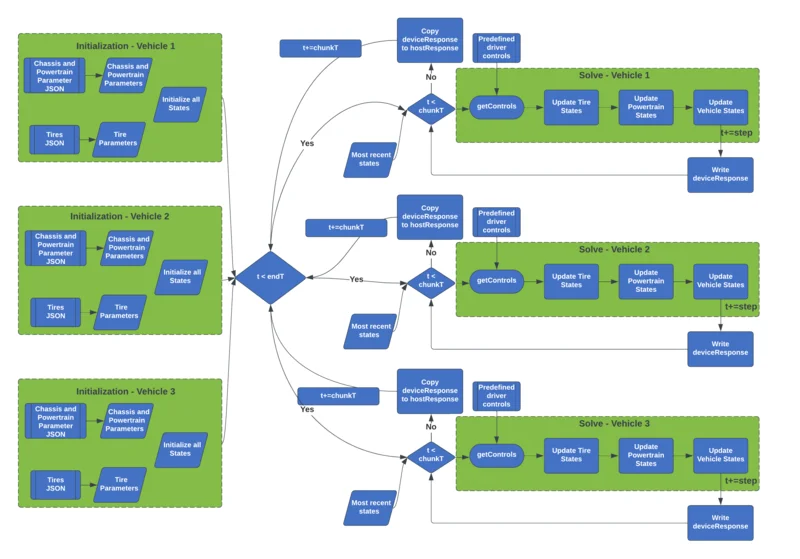 Initialization - Vehicle 1
Chassis and
Powertrain
Parameter
JSON
Chassis and
Powertrain
Parameters
Initialize all
States
Tires
JSON
Tire
Parameters
Initialization - Vehicle 2
Chassis and
Powertrain
Parameter
JSON
Chassis and
Powertrain
Parameters
Initialize all
States
Tires
JSON
Tire
Parameters
Initialization - Vehicle 3
Chassis and
Powertrain
Parameter
JSON
Chassis and
Powertrain
Parameters
Initialize all
States
Tires
JSON
Tire
Parameters
t < endT
t+=chunkT
Copy
deviceResponse
to hostResponse
Predefined
driver
controls
No
Yes
t <
chunkT
Most recent
states
Solve - Vehicle 1
getControls
Update Tire
States
Update
Powertrain
States
Update
Vehicle States
t+=step
Write
deviceResponse
t+=chunkT
Copy
deviceResponse
to hostResponse
Predefined
driver
controls
No
Yes
t <
chunkT
Most recent
states
Solve - Vehicle 2
getControls
Update Tire
States
Update
Powertrain
States
Update
Vehicle States
t+=step
Write
deviceResponse
t+=chunkT
Copy
deviceResponse
to hostResponse
Predefined
driver
controls
No
Yes
t <
chunkT
Most recent
states
Solve - Vehicle 3
getControls
Update Tire
States
Update
Powertrain
States
Update
Vehicle States
t+=step
Write
deviceResponse